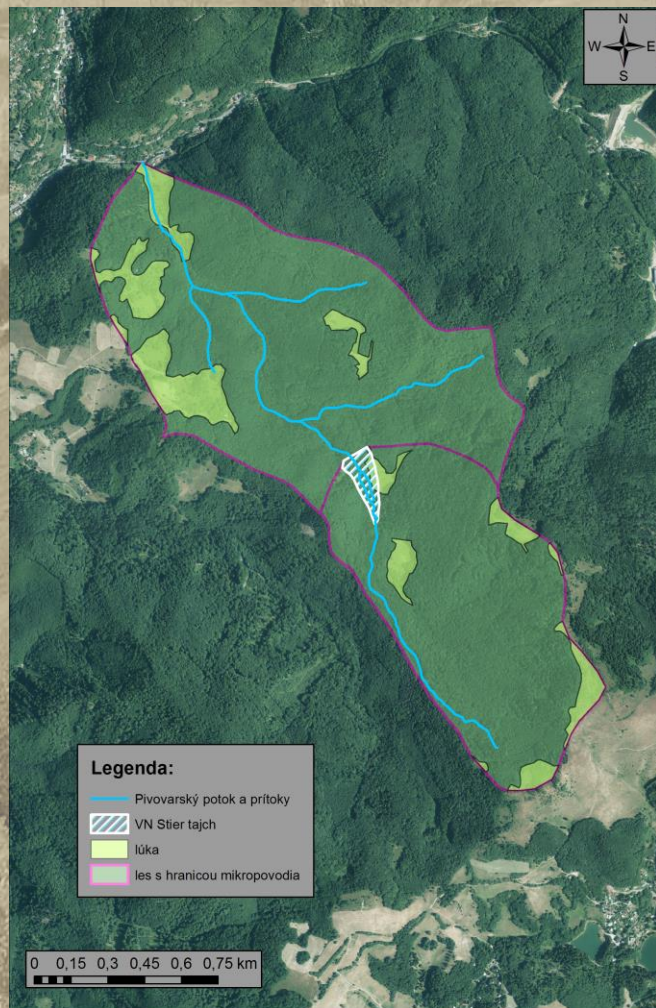 N
W E
S
Legenda:
Pivovarský potok a prítoky
VN Stier tajch
lúka
les s hranicou mikropovodia
0 0,15 0,3 0,45 0,6 0,75 km